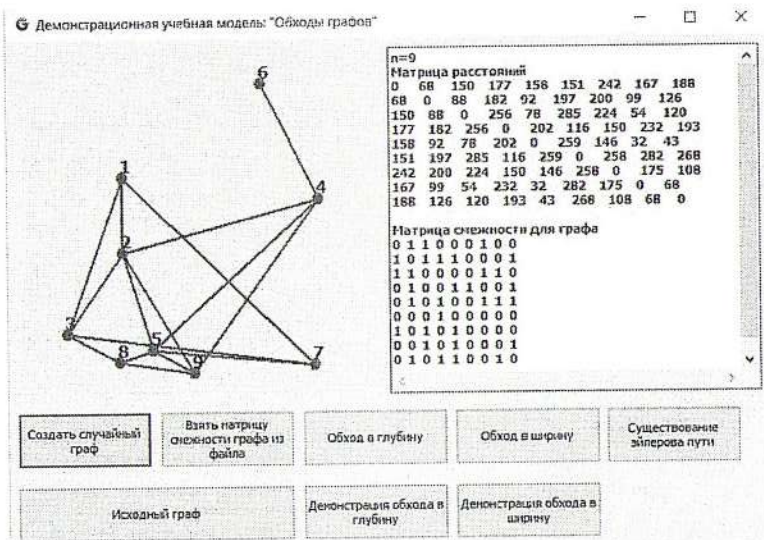 Демонстрационная учебная модель: "Обходы графов"
n=9
Матрица расстояний
0 68 150 177 158 151 242 167 188
68 0 88 182 92 197 200 99 126
150 88 0 256 78 285 224 54 120
177 182 256 0 202 116 150 232 193
158 92 78 202 0 259 146 32 43
151 197 285 116 259 0 258 282 268
242 200 224 150 146 258 0 175 108
167 99 54 232 32 282 175 0 68
188 126 120 193 43 268 108 68 0
Матрица смежности для графа
0 1 1 0 0 0 1 0 0
1 0 1 1 1 0 0 0 1
1 1 0 0 0 0 1 1 0
0 1 0 0 1 1 0 0 1
0 1 0 1 0 0 1 1 1
0 0 0 1 0 0 0 0 0
1 0 1 0 1 0 0 0 0
0 0 1 0 1 0 0 0 1
0 1 0 1 1 0 0 1 0
6
1
4
2
3
5
8
9
7
Создать случайный
граф
Взять матрицу
смежности графа из
файла
Обход в глубину
Обход в ширину
Существование
эйлерова пути
Исходный граф
Демонстрация обхода в
глубину
Демонстрация обхода в
ширину